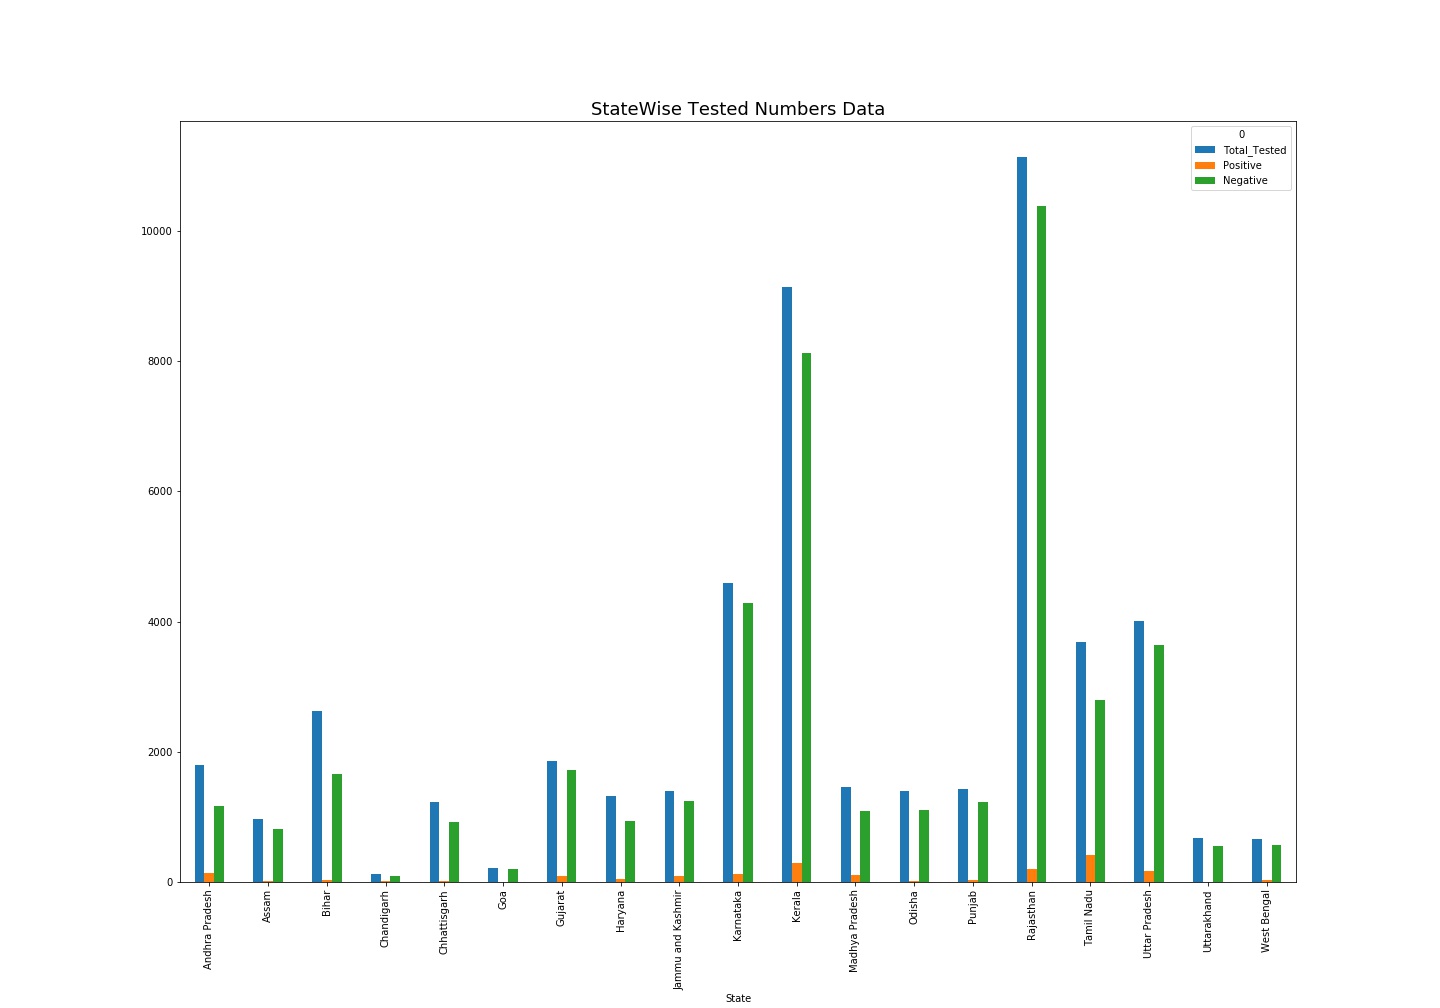 StateWise Tested Numbers Data
0
Total_Tested
Positive
Negative
10000
8000
6000
4000
2000
0
Andhra Pradesh
Assam
Bihar
Chandigarh
Chhattisgarh
Goa
Gujarat
Haryana
Jammu and Kashmir
Karnataka
Kerala
Madhya Pradesh
Odisha
Punjab
Rajasthan
Tamil Nadu
Uttar Pradesh
Uttarakhand
West Bengal
State